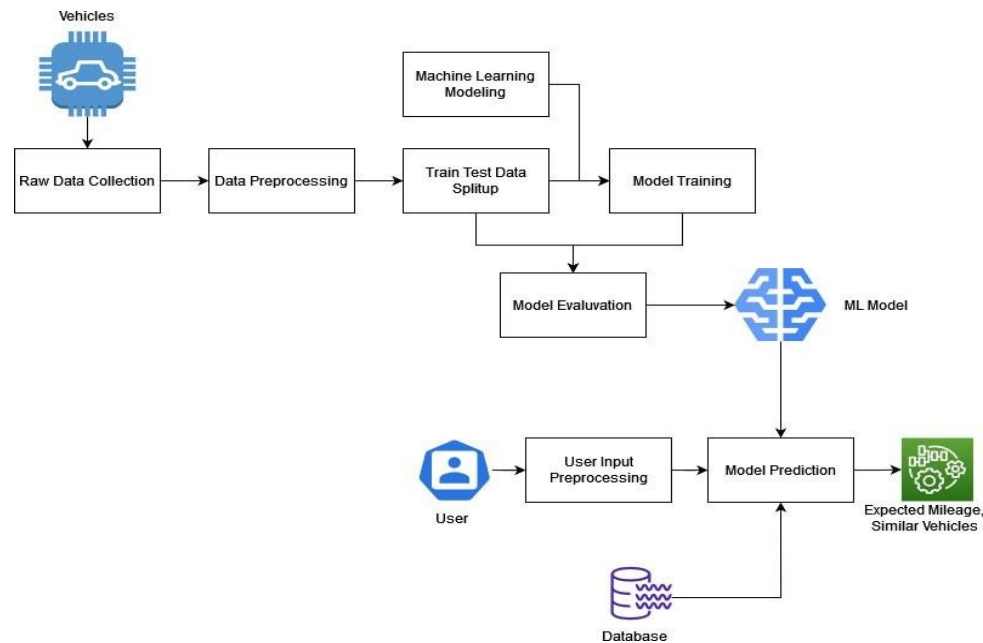 Vehicles
Machine Learning
Modeling
Raw Data Collection
Data Preprocessing
Train Test Data
Splitup
Model Training
Model Evaluvation
ML Model
User Input
Preprocessing
Model Prediction
User
Expected Mileage,
Similar Vehicles
Database